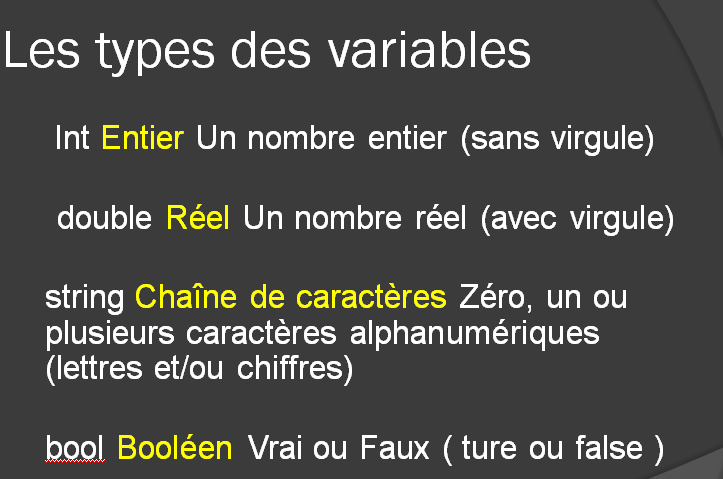 Les types des variables
Int Entier Un nombre entier (sans virgule)
double Réel Un nombre réel (avec virgule)
string Chaîne de caractères Zéro, un ou
plusieurs caractères alphanumériques
(lettres et/ou chiffres)
bool Booléen Vrai ou Faux ( ture ou false )